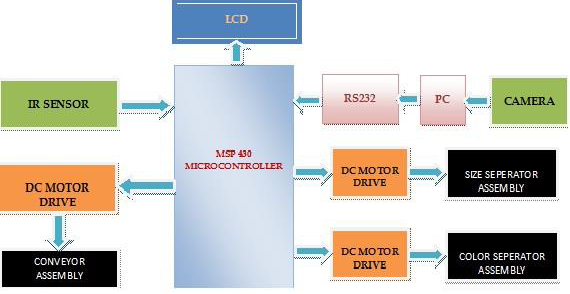 LCD
IR SENSOR
RS232
PC
CAMERA
MSP 430
MICROCONTROLLER
DC MOTOR
DRIVE
DC MOTOR
DRIVE
SIZE SEPERATOR
ASSEMBLY
CONVEYOR
ASSEMBLY
DC MOTOR
DRIVE
COLOR SEPERATOR
ASSEMBLY